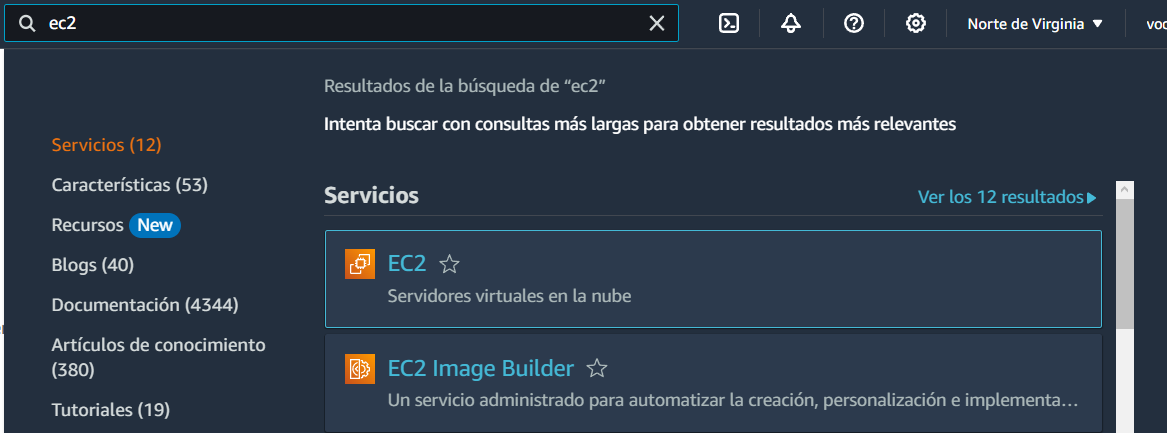 ec2
Norte de Virginia
voc
Resultados de la búsqueda de “ec2”
Intenta buscar con consultas más largas para obtener resultados más relevantes
Servicios (12)
Características (53)
Recursos New
Blogs (40)
Documentación (4344)
Artículos de conocimiento
(380)
Tutoriales (19)
Servicios
Ver los 12 resultados
EC2
Servidores virtuales en la nube
EC2 Image Builder
Un servicio administrado para automatizar la creación, personalización e implementa…